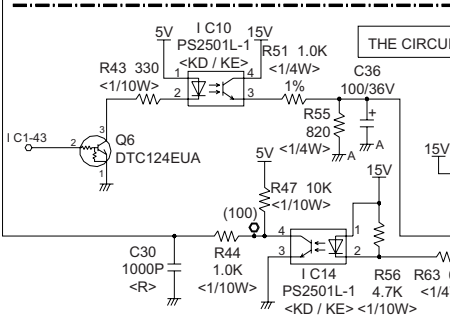 I C10
5V
PS2501L-1
15V
R51 1.0K
<KD / KE>
<1/4W>
1%
THE CIRCU
R43 330
<1/10W>
1
2
4
3
C36
100/36V
+
R55
820
<1/4W>
A
A
I C1-43
2
3
1
Q6
DTC124EUA
5V
15V
15V
R47 10K
<1/10W>
(100)
4
3
1
2
C30
1000P
<R>
R44
1.0K
<1/10W>
I C14
PS2501L-1
<KD / KE>
R56
4.7K
<1/10W>
R63
<1/4